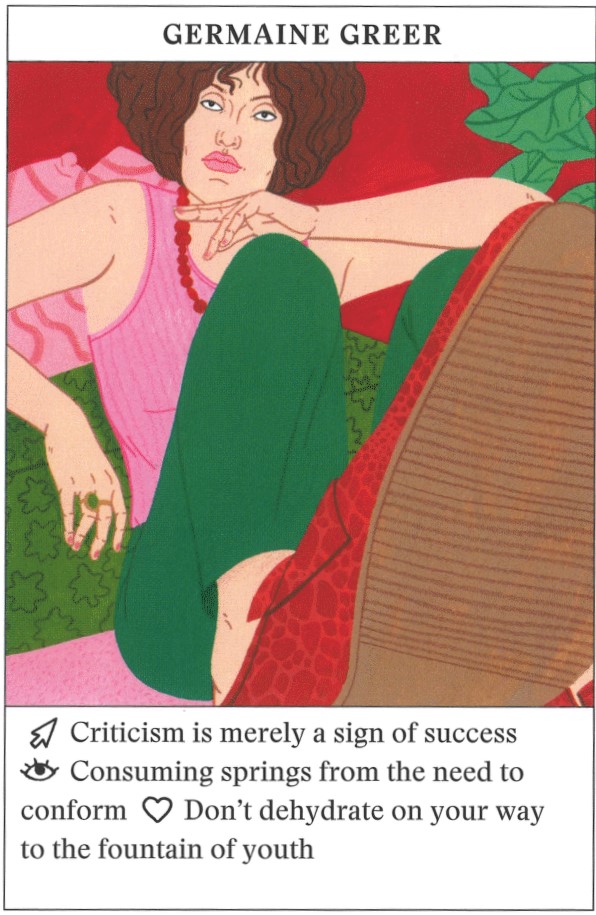 GERMAINE GREER
Criticism is merely a sign of success
Consuming springs from the need to
conform Don't dehydrate on your way
to the fountain of youth